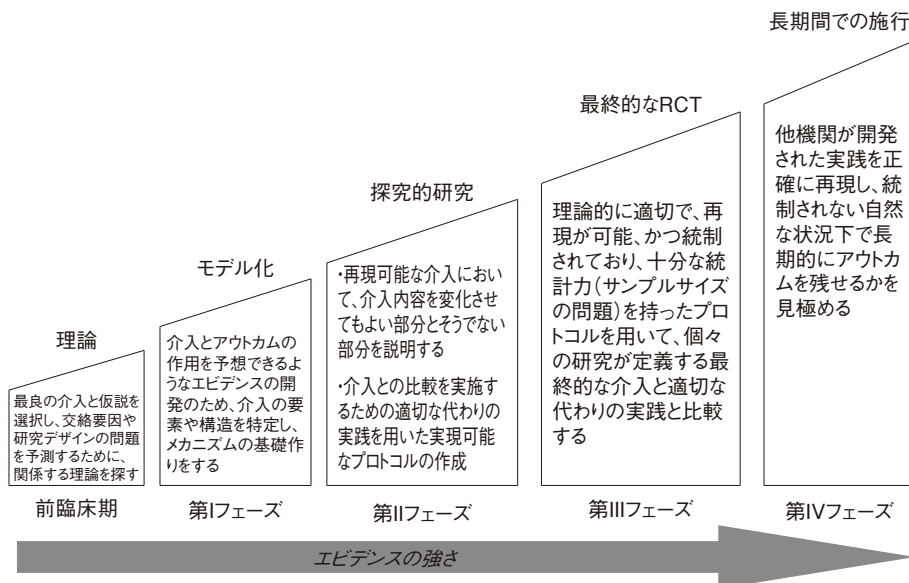 理論
最良の介入と仮説を
選択し、交絡要因や
研究デザインの問題
を予測するために、
関係する理論を探す
前臨床期
モデル化
介入とアウトカムの
作用を予想できる
ようなエビデンスの開
発のため、介入の要
素や構造を特定し、
メカニズムの基礎作
りをする
第Iフェーズ
探究的研究
・再現可能な介入におい
て、介入内容を変化させ
てもよい部分とそうでない
部分を説明する
・介入との比較を実施す
るための適切な代わりの
実践を用いた実現可能
なプロトコルの作成
第IIフェーズ
最終的なRCT
理論的に適切で、再
現が可能、かつ統制
されており、十分な統
計力（サンプルサイズ
の問題）を持ったプロ
トコルを用いて、個々
の研究が定義する最
終的な介入と適切な
代わりの実践と比較
する
第IIIフェーズ
長期間での施行
他機関が開発
された実践を正
確に再現し、統
制されない自然
な状況下で長
期的にアウトカ
ムを残せるかを
見極める
第IVフェーズ
エビデンスの強さ